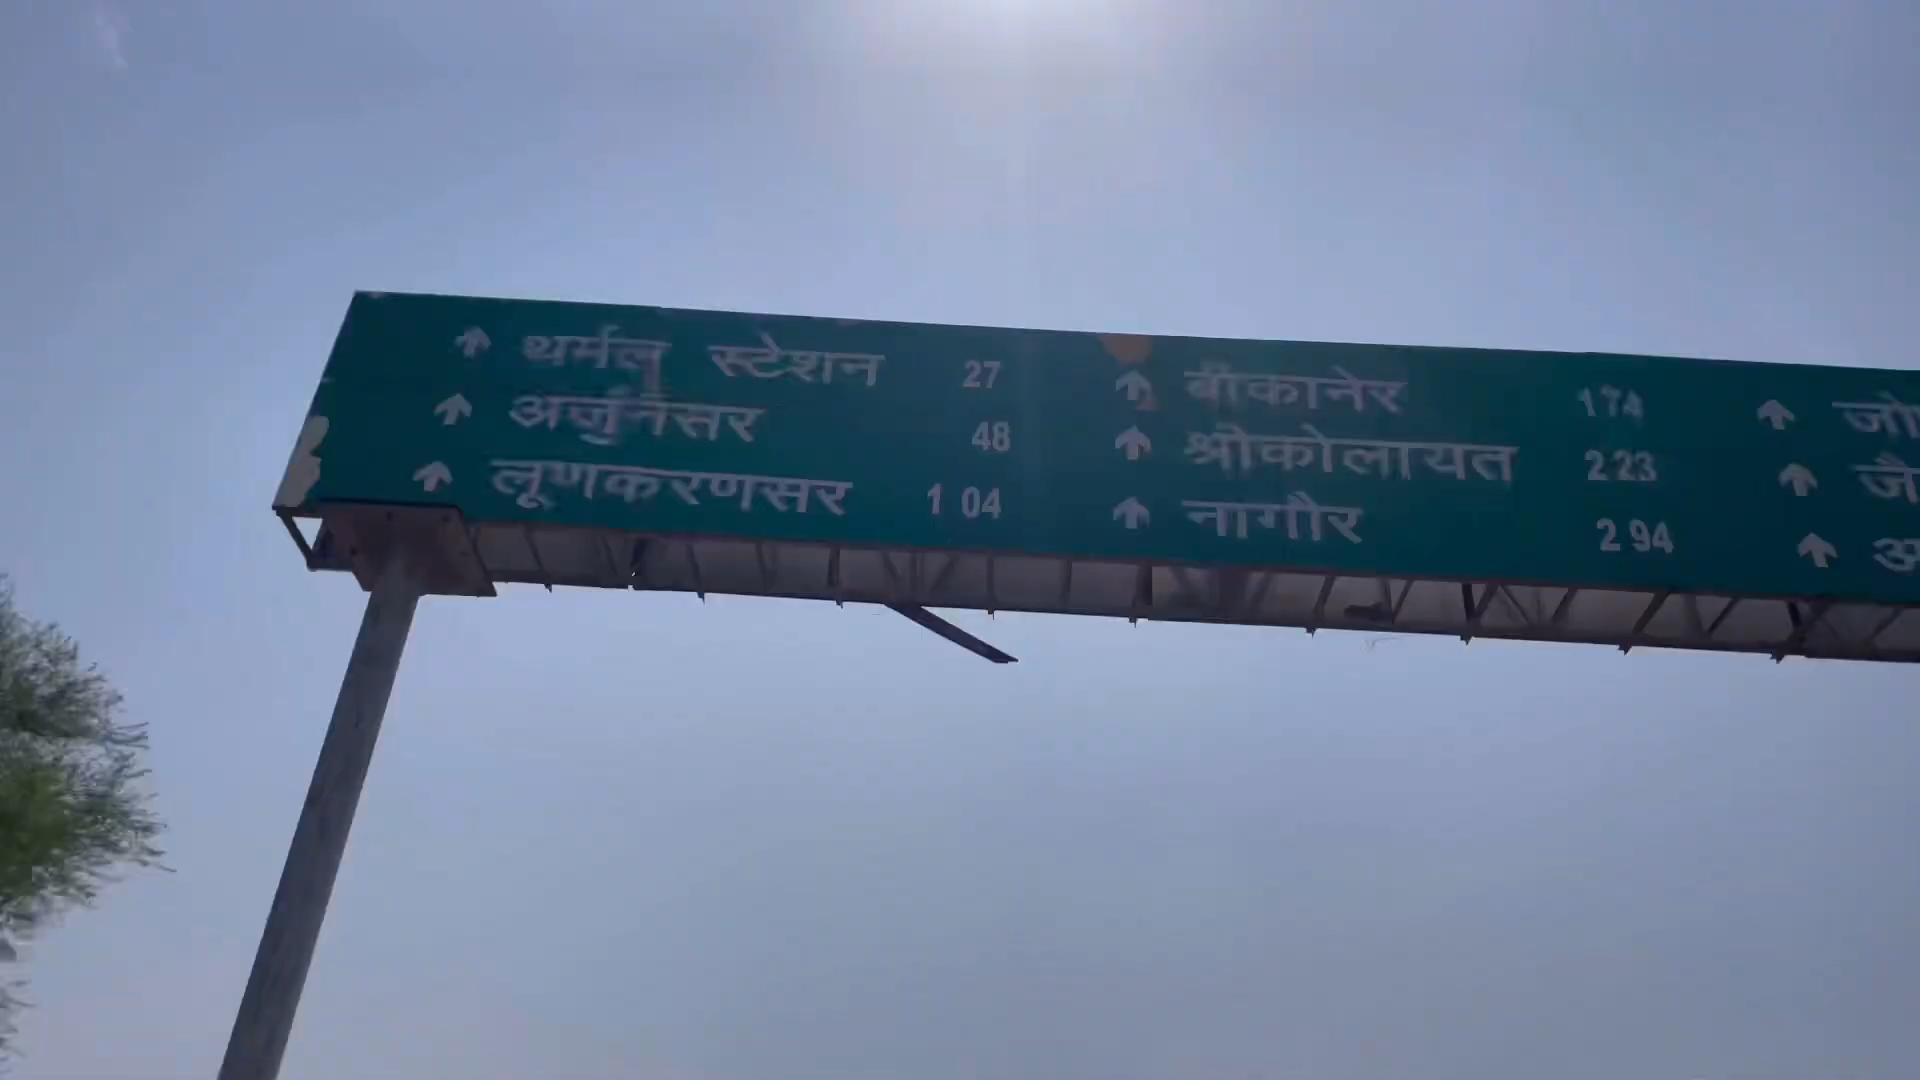 थर्मल स्टेशन 27
अर्जुनसर 48
लूणकरणसर 1 04
बीकानेर 174
श्रीकोलायत 223
नागौर 2 94